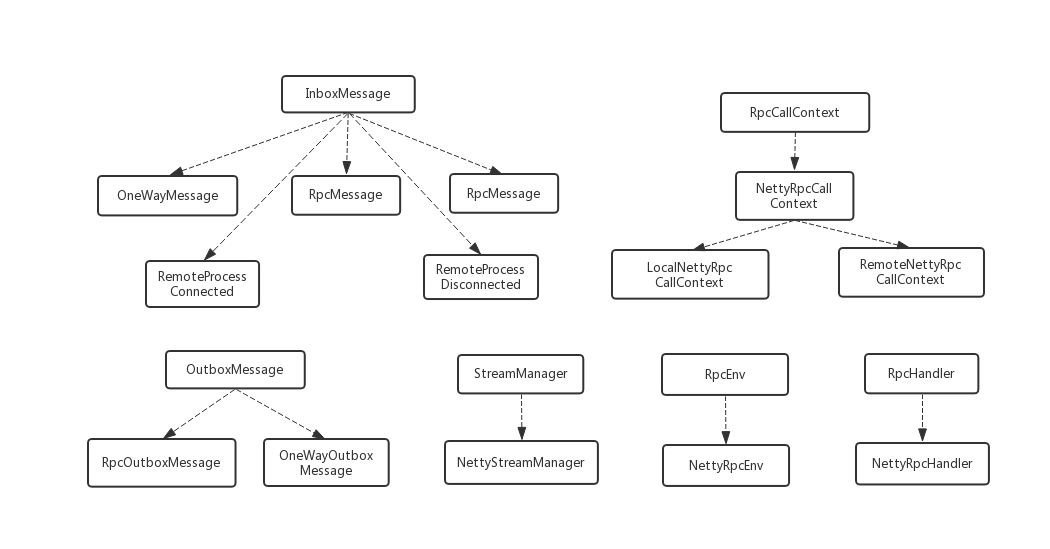 InboxMessage
RpcCallContext
OneWayMessage
RpcMessage
RpcMessage
NettyRpcCall
Context
RemoteProcess
Connected
RemoteProcess
Disconnected
LocalNettyRpc
CallContext
RemoteNettyRpc
CallContext
OutboxMessage
StreamManager
RpcEnv
RpcHandler
RpcOutboxMessage
OneWayOutbox
Message
NettyStreamManager
NettyRpcEnv
NettyRpcHandler